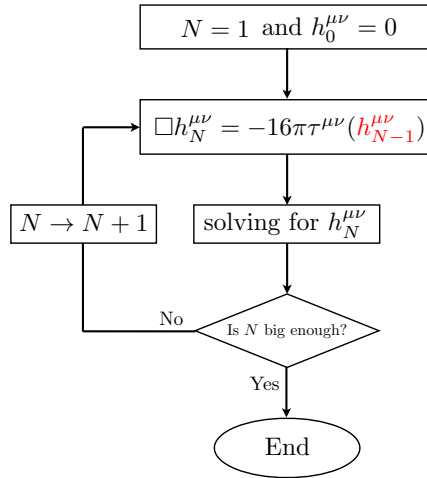 N = 1 and h_0^{μν} = 0
□h_N^{μν} = −16πτ^{μν}(h_{N−1}^{μν})
N → N + 1
solving for h_N^{μν}
No
Is N big enough?
Yes
End